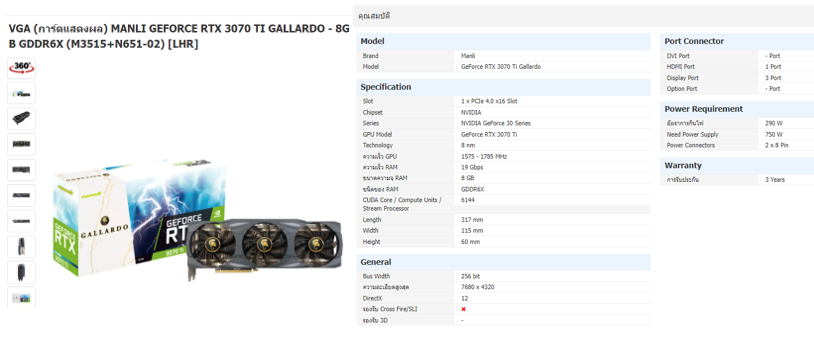 VGA (การ์ดแสดงผล) MANLI GEFORCE RTX 3070 TI GALLARDO - 8G
B GDDR6X (M3515+N651-02) [LHR]
360°
GALLARDO
GEFORCE
RTX
GEFORCE
RT
3070 Ti
คุณสมบัติ
Model
Brand Manli
Model GeForce RTX 3070 Ti Gallardo
Specification
Slot 1 x PCIe 4.0 x16 Slot
Chipset NVIDIA
Series NVIDIA GeForce 30 Series
GPU Model GeForce RTX 3070 Ti
Technology 8 nm
ความเร็ว GPU 1575 - 1785 MHz
ความเร็ว RAM 19 Gbps
ขนาดความจุ RAM 8 GB
ชนิดของ RAM GDDR6X
CUDA Core / Compute Units / 6144
Stream Processor
Length 317 mm
Width 115 mm
Height 60 mm
General
Bus Width 256 bit
ความละเอียดสูงสุด 7680 x 4320
DirectX 12
รองรับ Cross Fire/SLI ×
รองรับ 3D -
Port Connector
DVI Port - Port
HDMI Port 1 Port
Display Port 3 Port
Option Port - Port
Power Requirement
อัตราการกินไฟ 290 W
Need Power Supply 750 W
Power Connectors 2 x 8 Pin
Warranty
การรับประกัน 3 Years